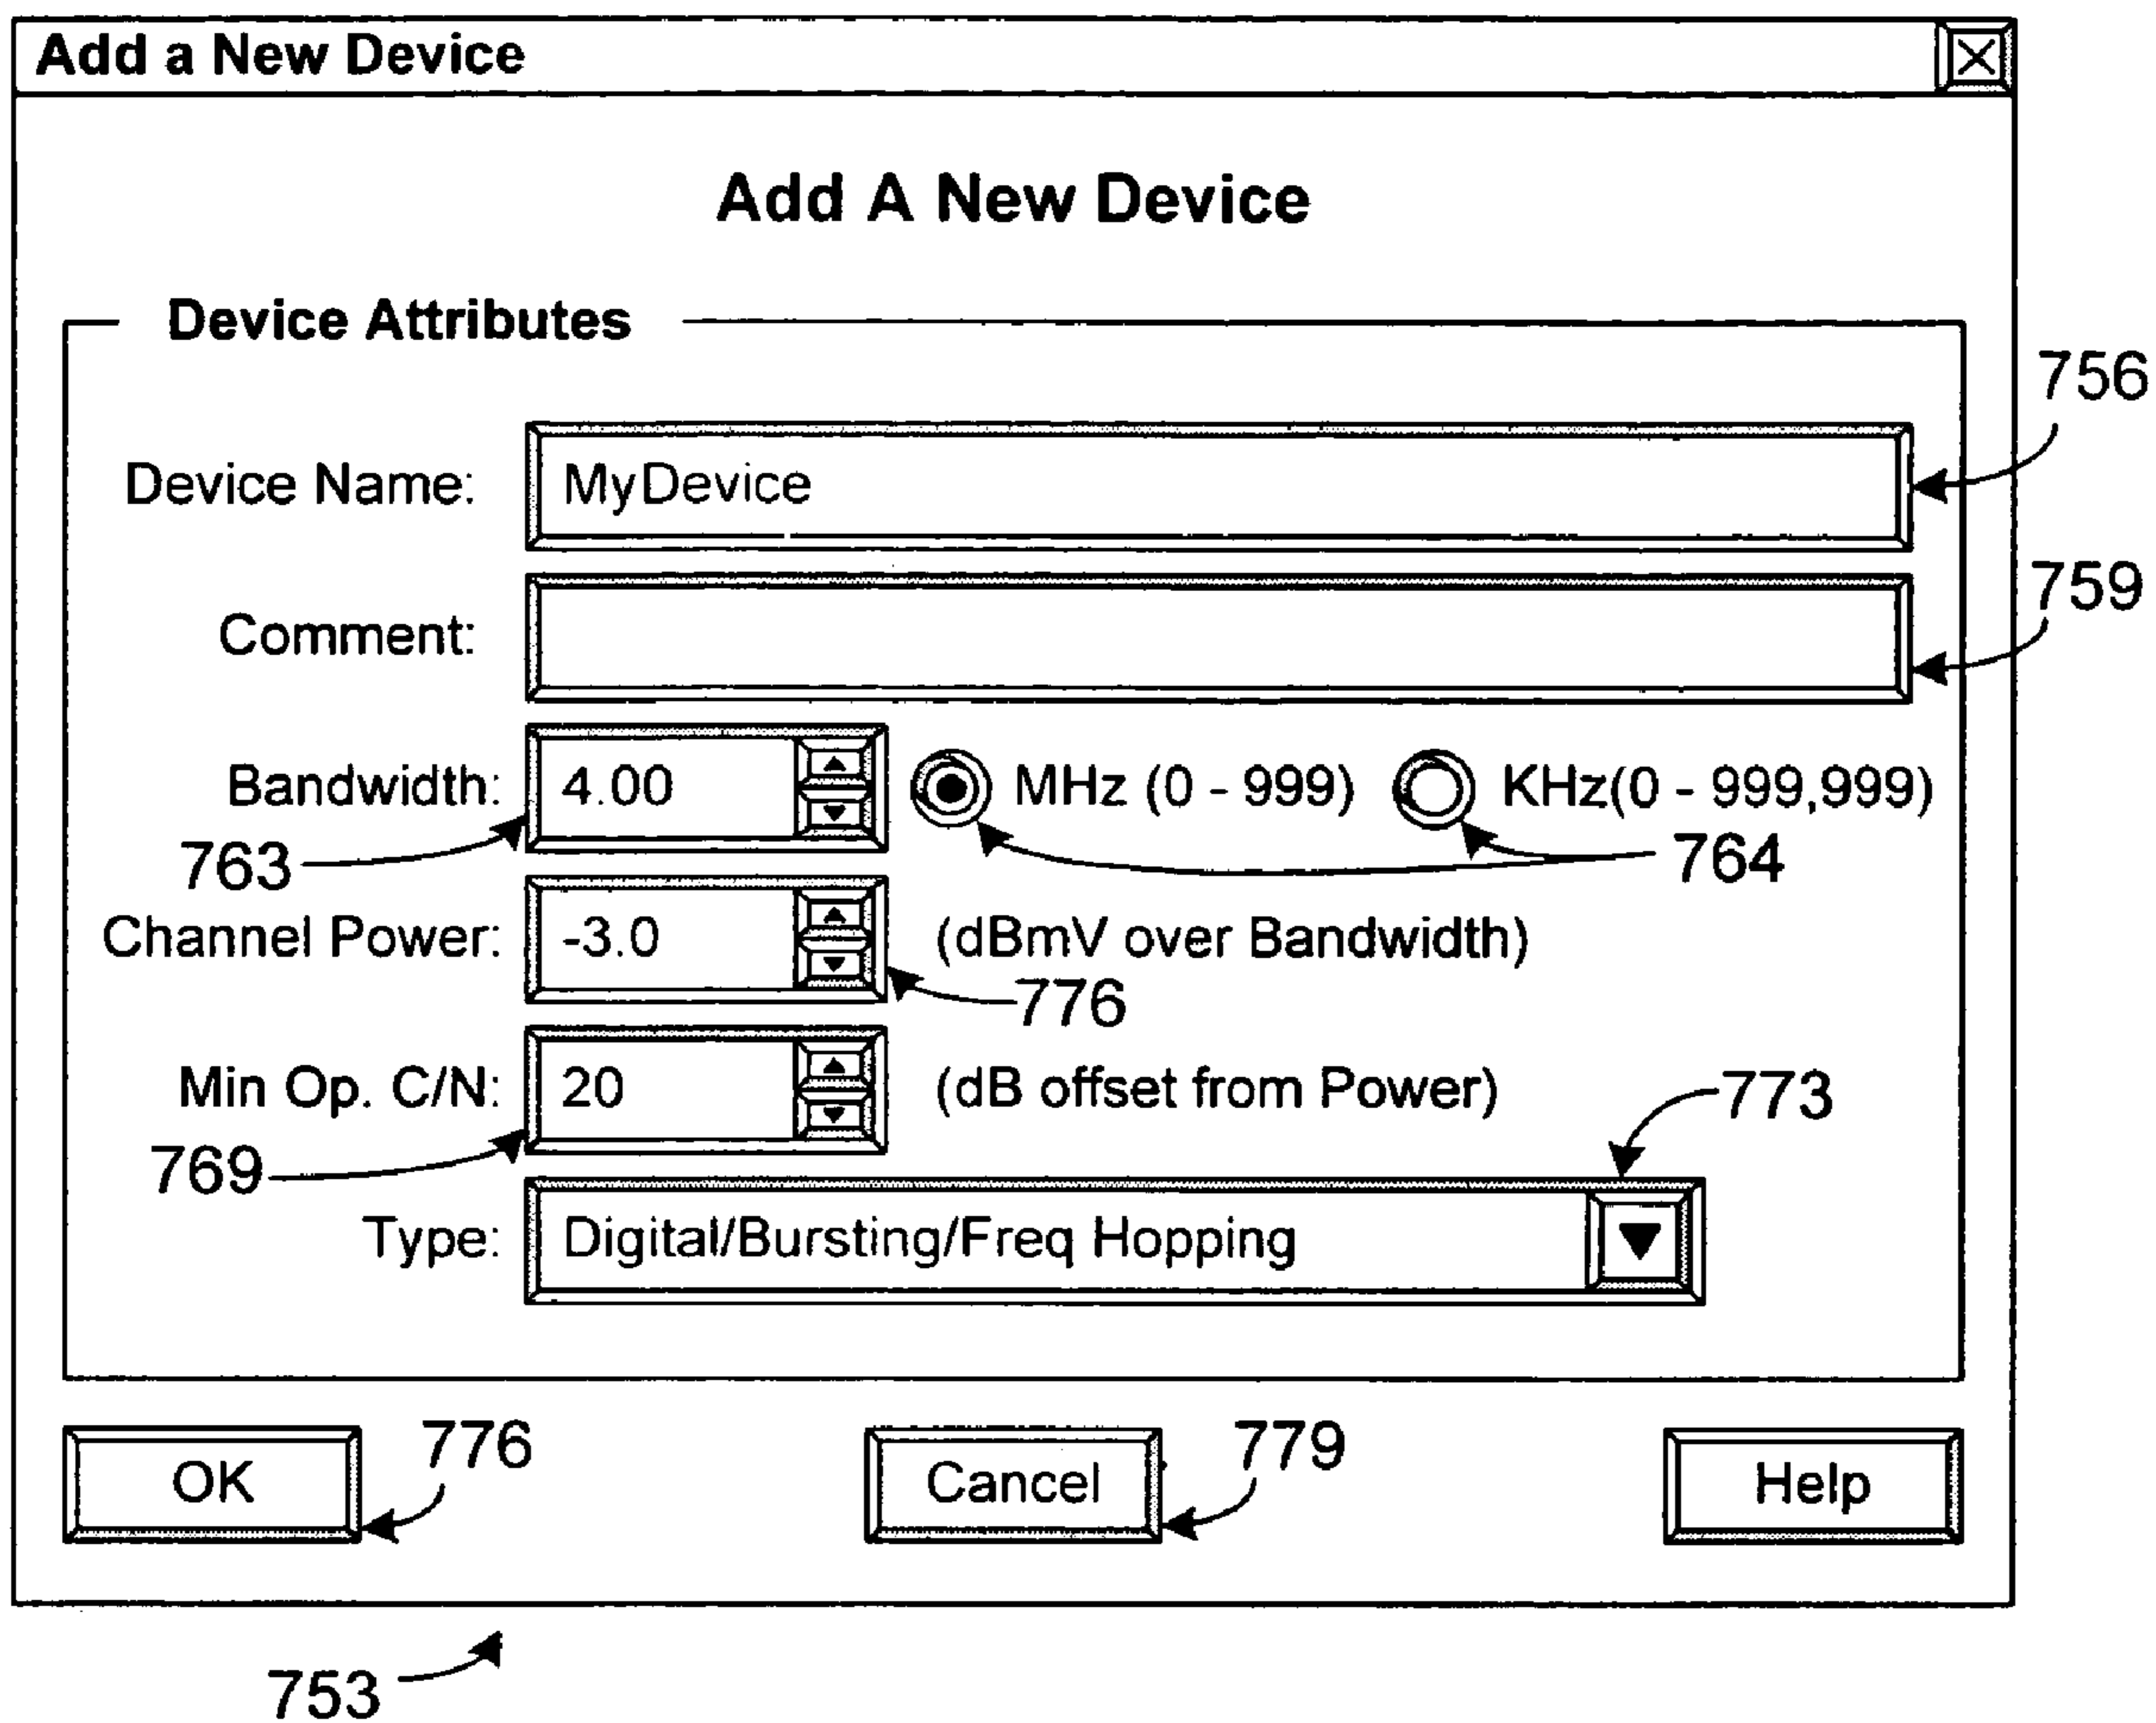 Add a New Device
Add A New Device
Device Attributes
756
Device Name: MyDevice
759
Comment:
Bandwidth: 4.00 MHz (0 - 999) KHz(0 - 999,999)
763 764
Channel Power: -3.0 (dBmV over Bandwidth)
776
Min Op. C/N: 20 (dB offset from Power) 773
769
Type: Digital/Bursting/Freq Hopping
776 779
OK Cancel Help
753